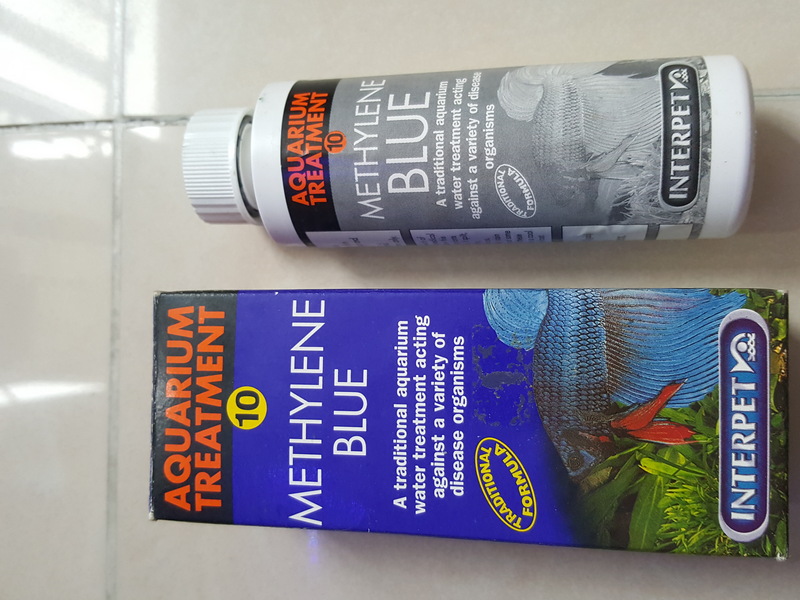 AQUARIUM
TREATMENT
10
METHYLENE
BLUE
A traditional aquarium
water treatment acting
against a variety of disease
organisms
TRADITIONAL
FORMULA
INTERPET
AQUARIUM
TREATMENT
10
METHYLENE
BLUE
A traditional aquarium
water treatment acting
against a variety of
disease organisms
TRADITIONAL
FORMULA
INTERPET